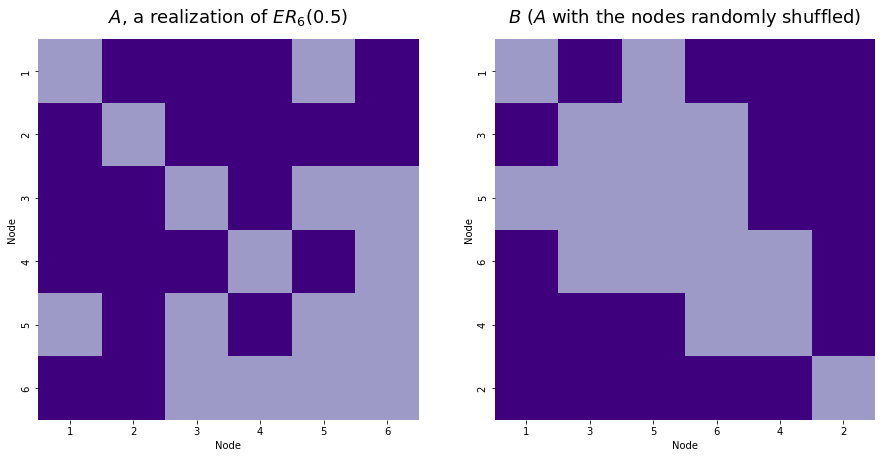 A, a realization of ER₆(0.5)
1
2
3
4
5
6
Node
1 2 3 4 5 6
Node
B (A with the nodes randomly shuffled)
1
3
5
6
4
2
Node
1 3 5 6 4 2
Node